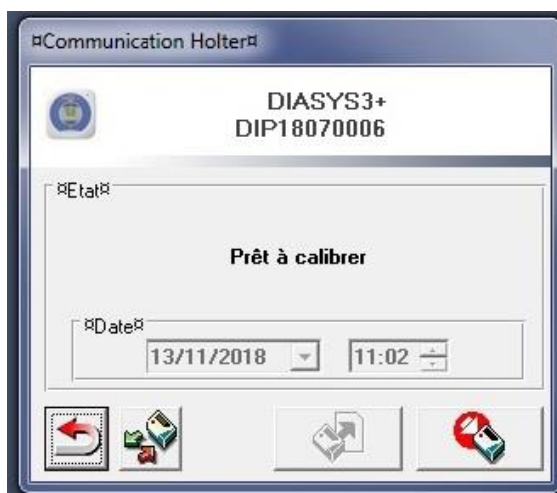 ¤Communication Holter¤
DIASYS3+
DIP18070006
¤Etat¤
Prêt à calibrer
¤Date¤
13/11/2018 11:02